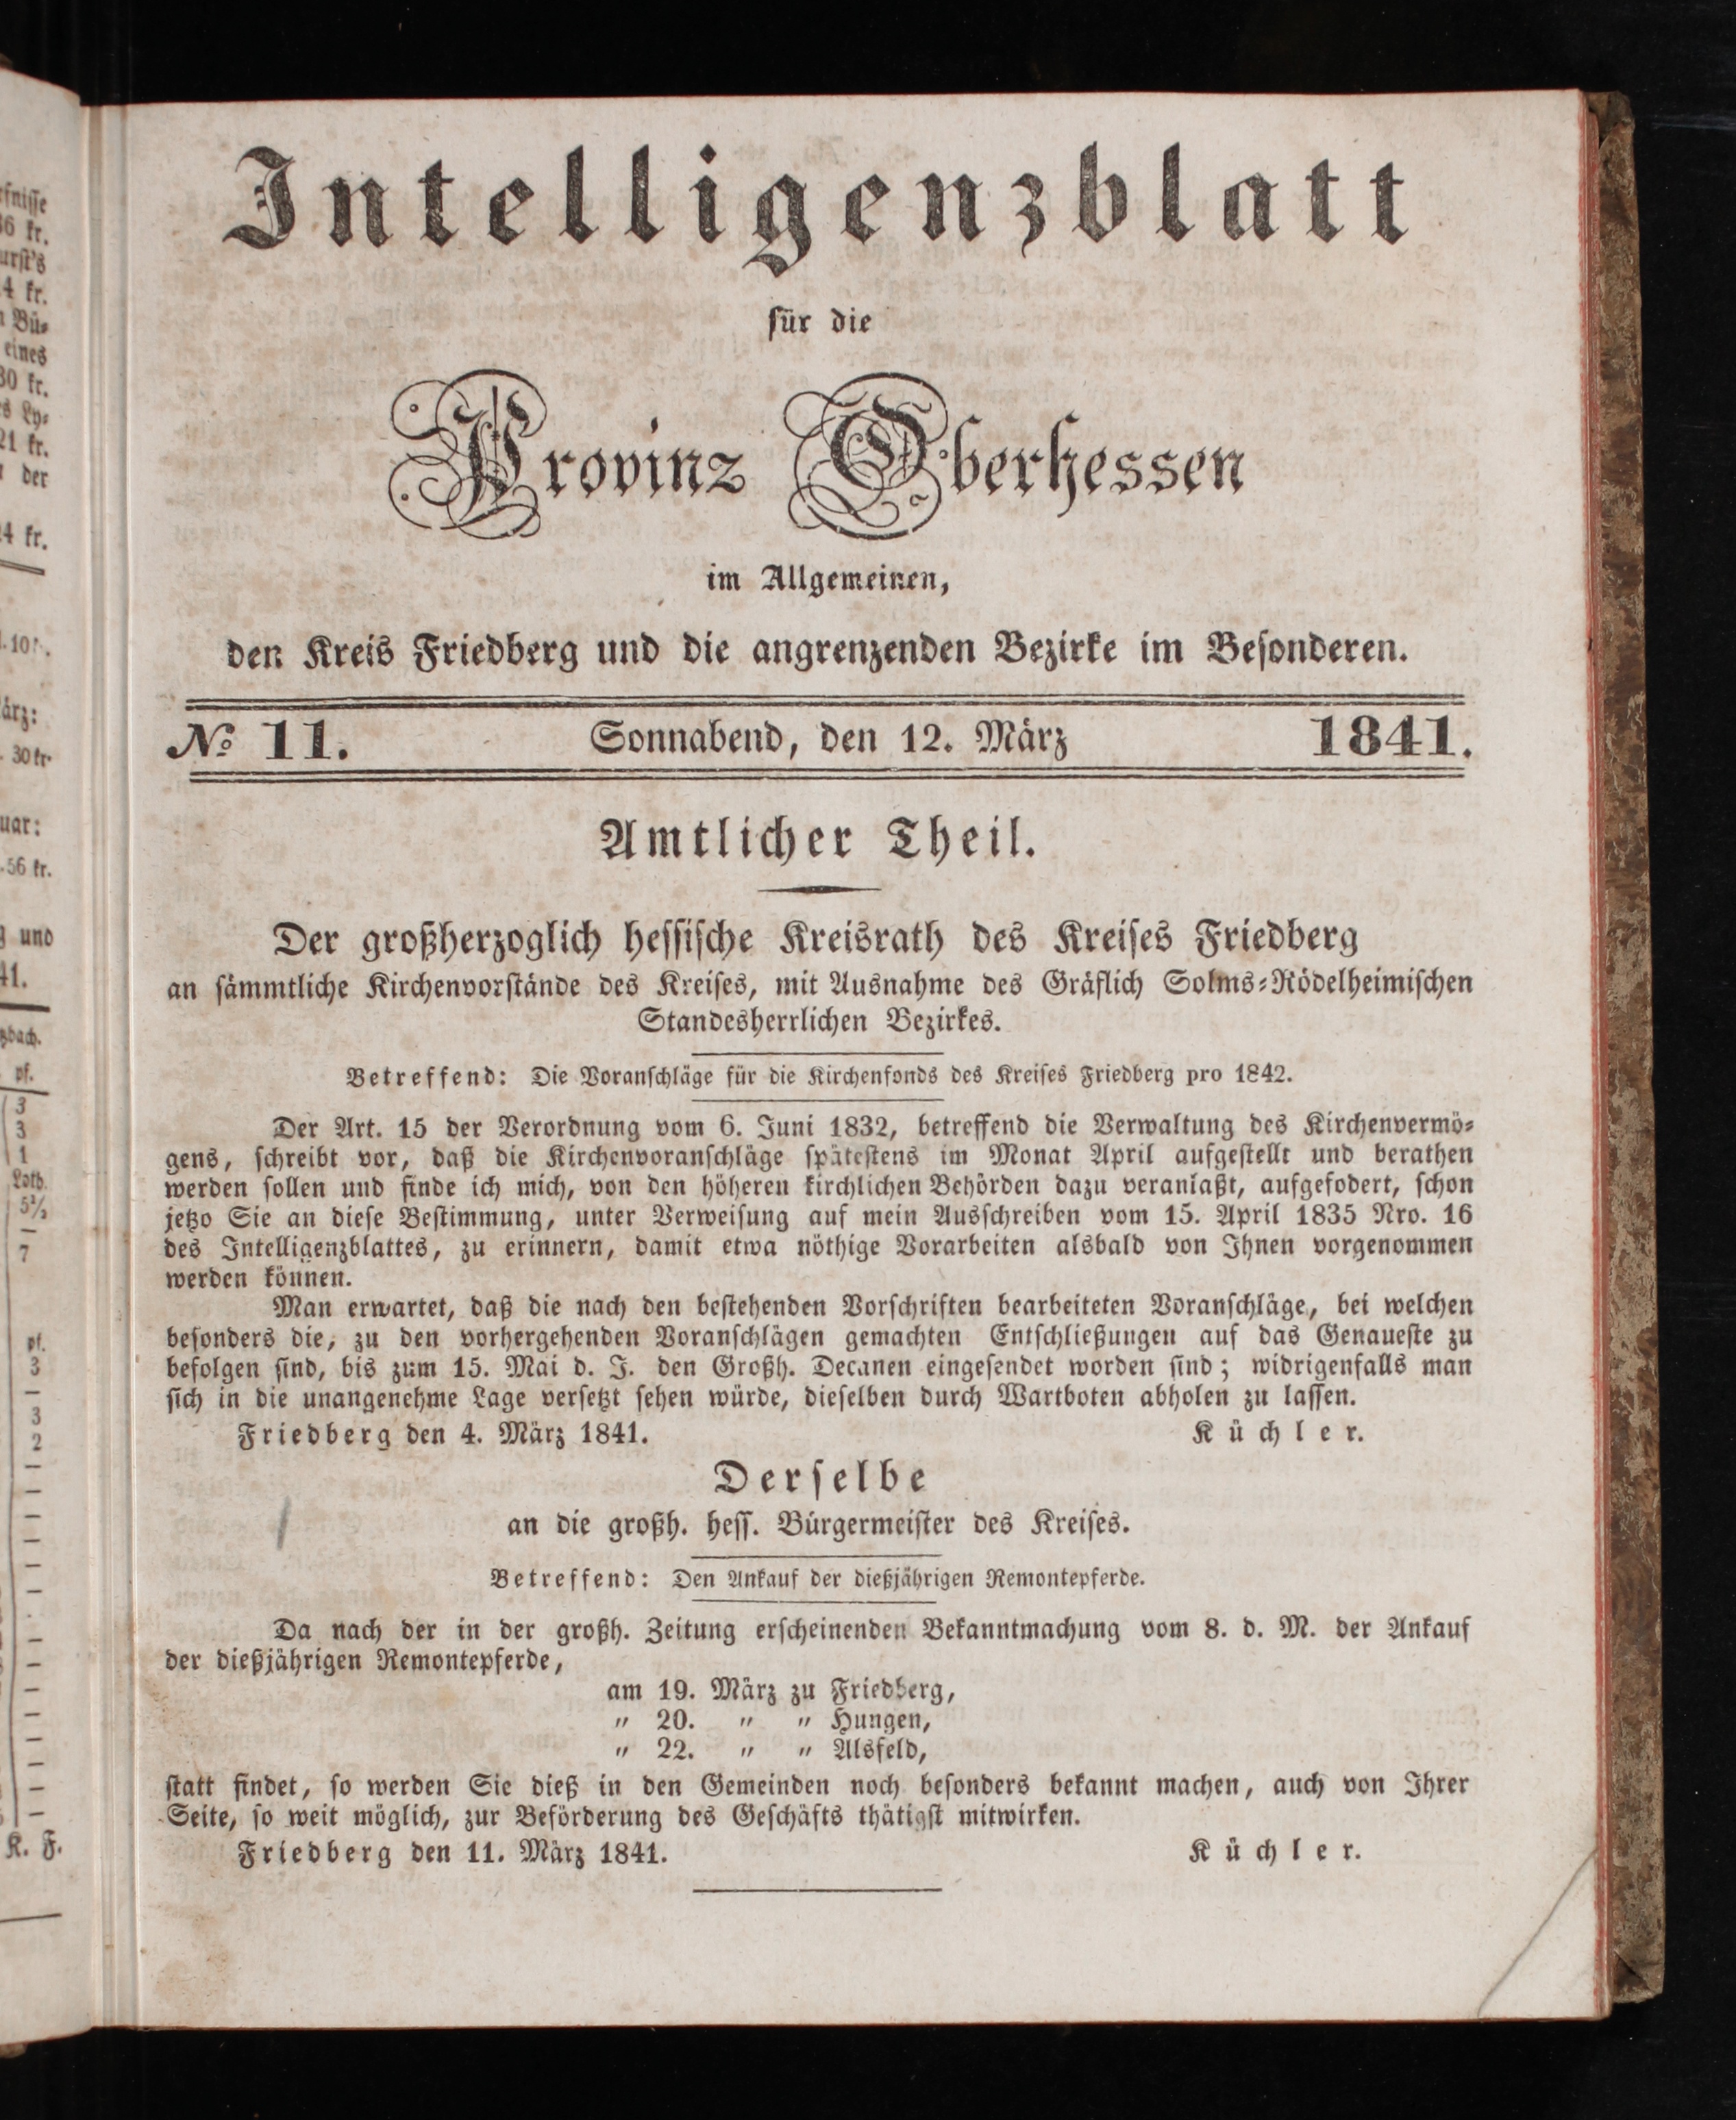 Intelligenzblatt
für die
Provinz Oberhessen
im Allgemeinen,
den Kreis Friedberg und die angrenzenden Bezirke im Besonderen.
No 11. Sonnabend, den 12. März 1841.
Amtlicher Theil.
Der großherzoglich hessische Kreisrath des Kreises Friedberg
an sämmtliche Kirchenvorstände des Kreises, mit Ausnahme des Gräflich Solms-Rödelheimischen
Standesherrlichen Bezirkes.
Betreffend: Die Voranschläge für die Kirchenfonds des Kreises Friedberg pro 1842.
Der Art. 15 der Verordnung vom 6. Juni 1832, betreffend die Verwaltung des Kirchenvermö-
gens, schreibt vor, daß die Kirchenvoranschläge spätestens im Monat April aufgestellt und berathen
werden sollen und finde ich mich, von den höheren kirchlichen Behörden dazu veranlaßt, aufgefodert, schon
jetzo Sie an diese Bestimmung, unter Verweisung auf mein Ausschreiben vom 15. April 1835 Nro. 16
des Intelligenzblattes, zu erinnern, damit etwa nöthige Vorarbeiten alsbald von Ihnen vorgenommen
werden können.
Man erwartet, daß die nach den bestehenden Vorschriften bearbeiteten Voranschläge, bei welchen
besonders die, zu den vorhergehenden Voranschlägen gemachten Entschließungen auf das Genaueste zu
befolgen sind, bis zum 15. Mai d. J. den Großh. Decanen eingesendet worden sind; widrigenfalls man
sich in die unangenehme Lage versetzt sehen würde, dieselben durch Wartboten abholen zu lassen.
Friedberg den 4. März 1841. Küchler.
Derselbe
an die großh. hess. Bürgermeister des Kreises.
Betreffend: Den Ankauf der dießjährigen Remontepferde.
Da nach der in der großh. Zeitung erscheinenden Bekanntmachung vom 8. d. M. der Ankauf
der dießjährigen Remontepferde,
am 19. März zu Friedberg,
" 20. " " Hungen,
" 22. " " Alsfeld,
statt findet, so werden Sie dieß in den Gemeinden noch besonders bekannt machen, auch von Ihrer
Seite, so weit möglich, zur Beförderung des Geschäfts thätigst mitwirken.
Friedberg den 11. März 1841. Küchler.